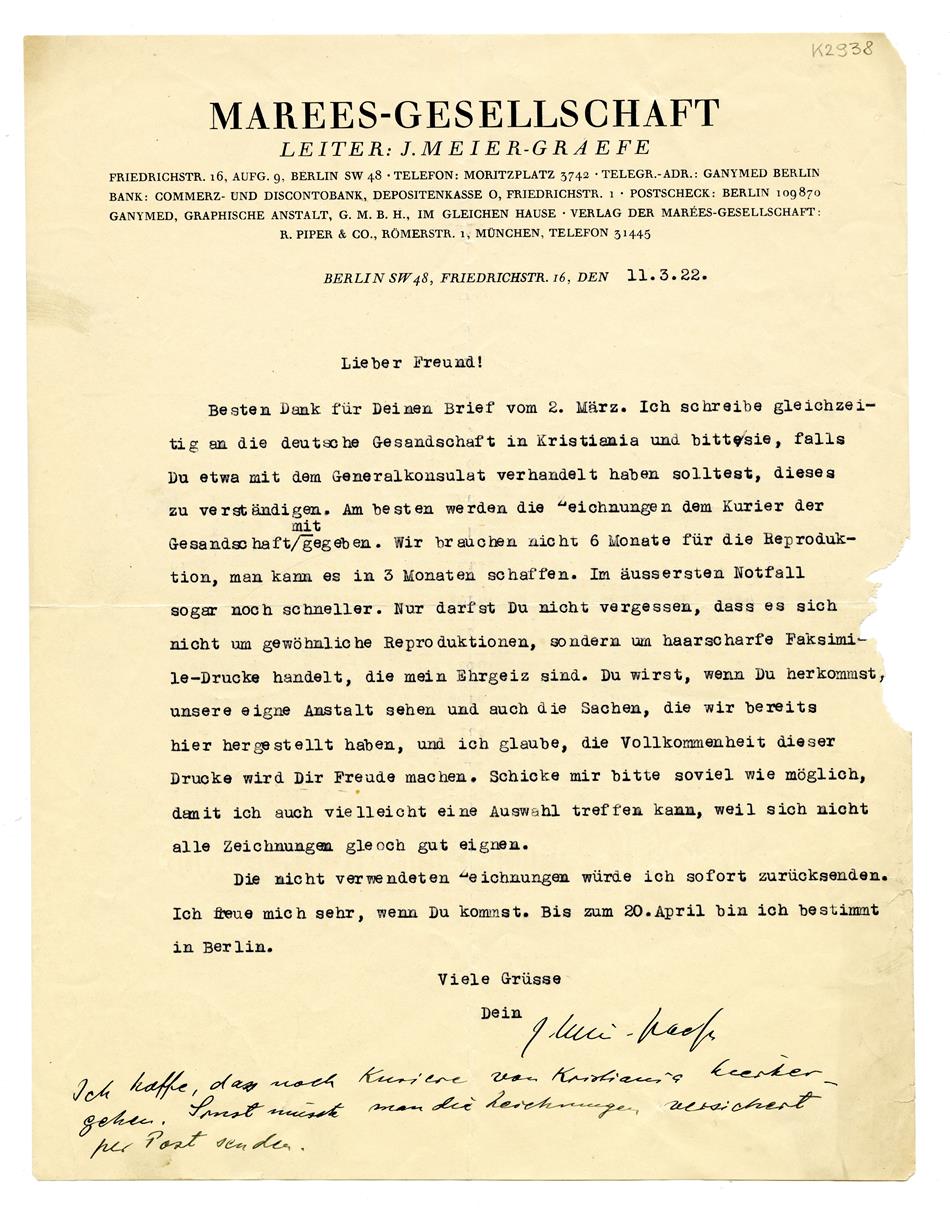 K2938
MAREES-GESELLSCHAFT
LEITER: J. MEIER-GRAEFE
FRIEDRICHSTR. 16, AUFG. 9, BERLIN SW 48 · TELEFON: MORITZPLATZ 3742 · TELEGR.-ADR.: GANYMED BERLIN
BANK: COMMERZ- UND DISCONTOBANK, DEPOSITENKASSE O, FRIEDRICHSTR. 1 · POSTSCHECK: BERLIN 109870
GANYMED, GRAPHISCHE ANSTALT, G. M. B. H., IM GLEICHEN HAUSE · VERLAG DER MARÉES-GESELLSCHAFT:
R. PIPER & CO., RÖMERSTR. 1, MÜNCHEN, TELEFON 31445
BERLIN SW 48, FRIEDRICHSTR. 16, DEN 11.3.22.
Lieber Freund!
Besten Dank für Deinen Brief vom 2. März. Ich schreibe gleichzei-
tig an die deutsche Gesandschaft in Kristiania und bitte/sie, falls
Du etwa mit dem Generalkonsulat verhandelt haben solltest, dieses
zu verständigen. Am besten werden die Zeichnungen dem Kurier der
mit
Gesandschaft/gegeben. Wir brauchen nicht 6 Monate für die Reproduk-
tion, man kann es in 3 Monaten schaffen. Im äussersten Notfall
sogar noch schneller. Nur darfst Du nicht vergessen, dass es sich
nicht um gewöhnliche Reproduktionen, sondern um haarscharfe Faksimi-
le-Drucke handelt, die mein Ehrgeiz sind. Du wirst, wenn Du herkommst,
unsere eigne Anstalt sehen und auch die Sachen, die wir bereits
hier hergestellt haben, und ich glaube, die Vollkommenheit dieser
Drucke wird Dir Freude machen. Schicke mir bitte soviel wie möglich,
damit ich auch vielleicht eine Auswahl treffen kann, weil sich nicht
alle Zeichnungen gleoch gut eignen.
Die nicht verwendeten Zeichnungen würde ich sofort zurücksenden.
Ich freue mich sehr, wenn Du kommst. Bis zum 20.April bin ich bestimmt
in Berlin.
Viele Grüsse
Dein
J Meier-Graefe
Ich hoffe, dass noch Kuriere von Kristiania hierher-
gehen. Sonst müsste man die Zeichnungen versichert
per Post senden.